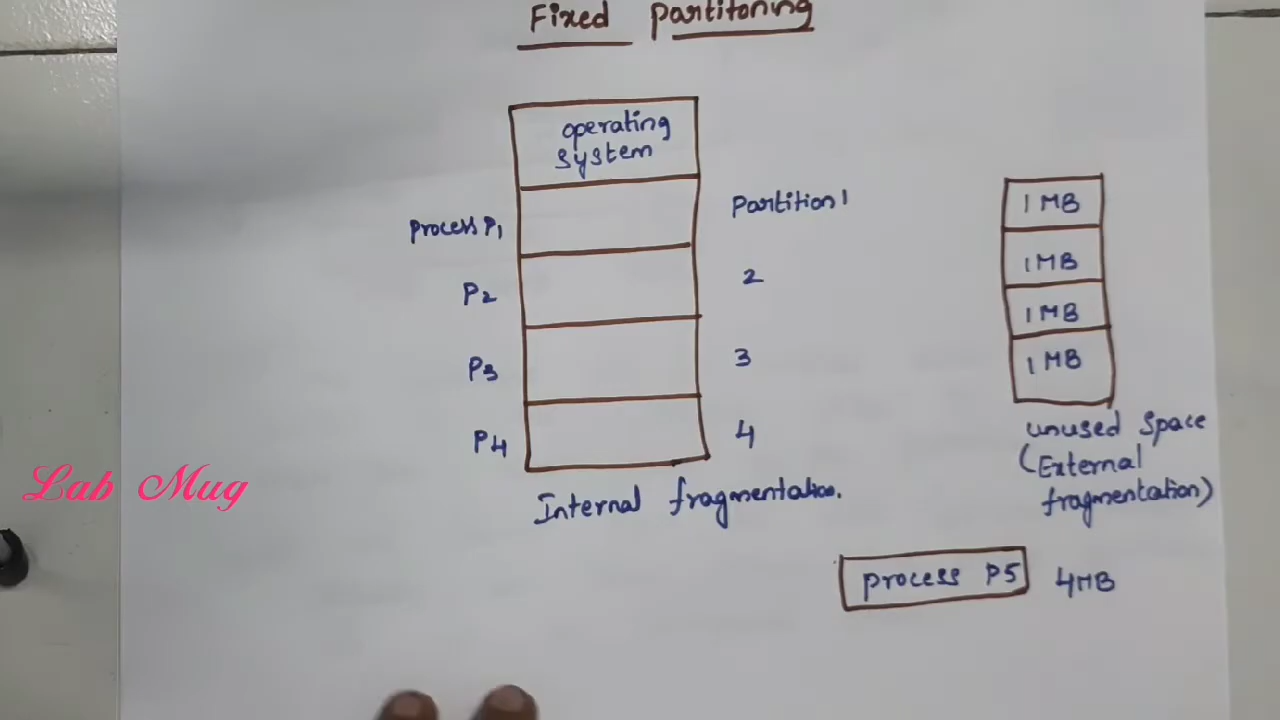 Fixed partitoning
operating
system
process P1
Partition 1
P2
2
P3
3
P4
4
Internal fragmentation.
1 MB
1 MB
1 MB
1 MB
unused space
(External
fragmentation)
process P5
4MB
Lab Mug